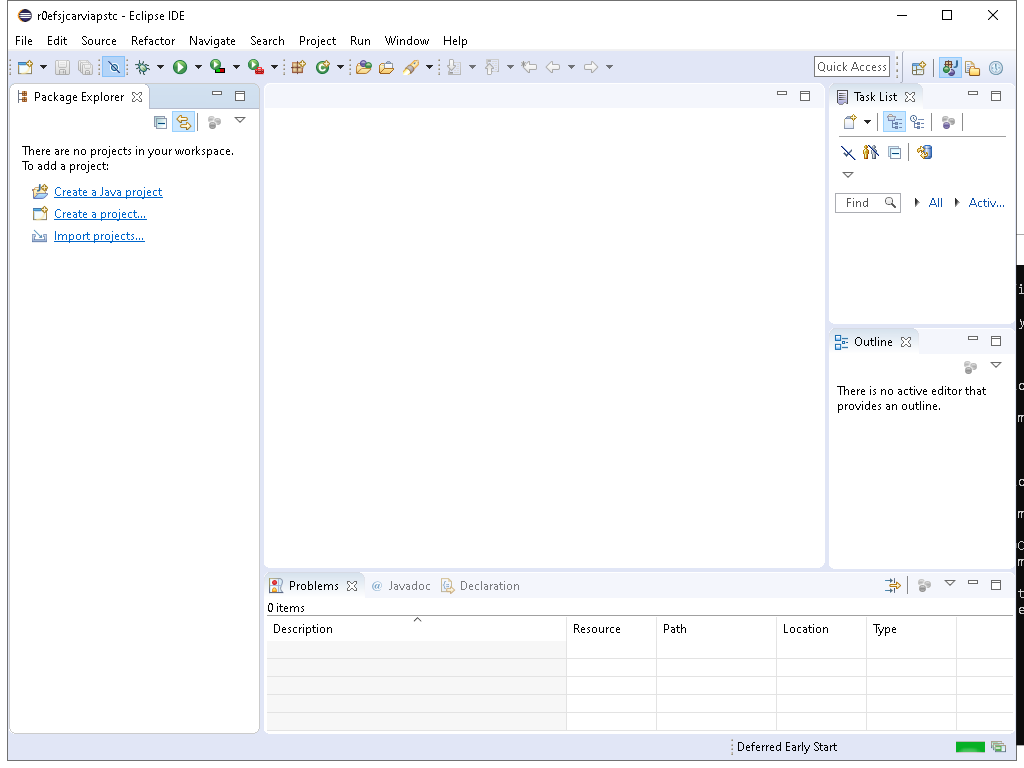 r0efsjcarviapstc - Eclipse IDE
File Edit Source Refactor Navigate Search Project Run Window Help
Quick Access
Package Explorer
There are no projects in your workspace.
To add a project:
Create a Java project
Create a project...
Import projects...
Task List
Find All Activ...
Outline
There is no active editor that
provides an outline.
Problems @ Javadoc Declaration
0 items
Description Resource Path Location Type
Deferred Early Start